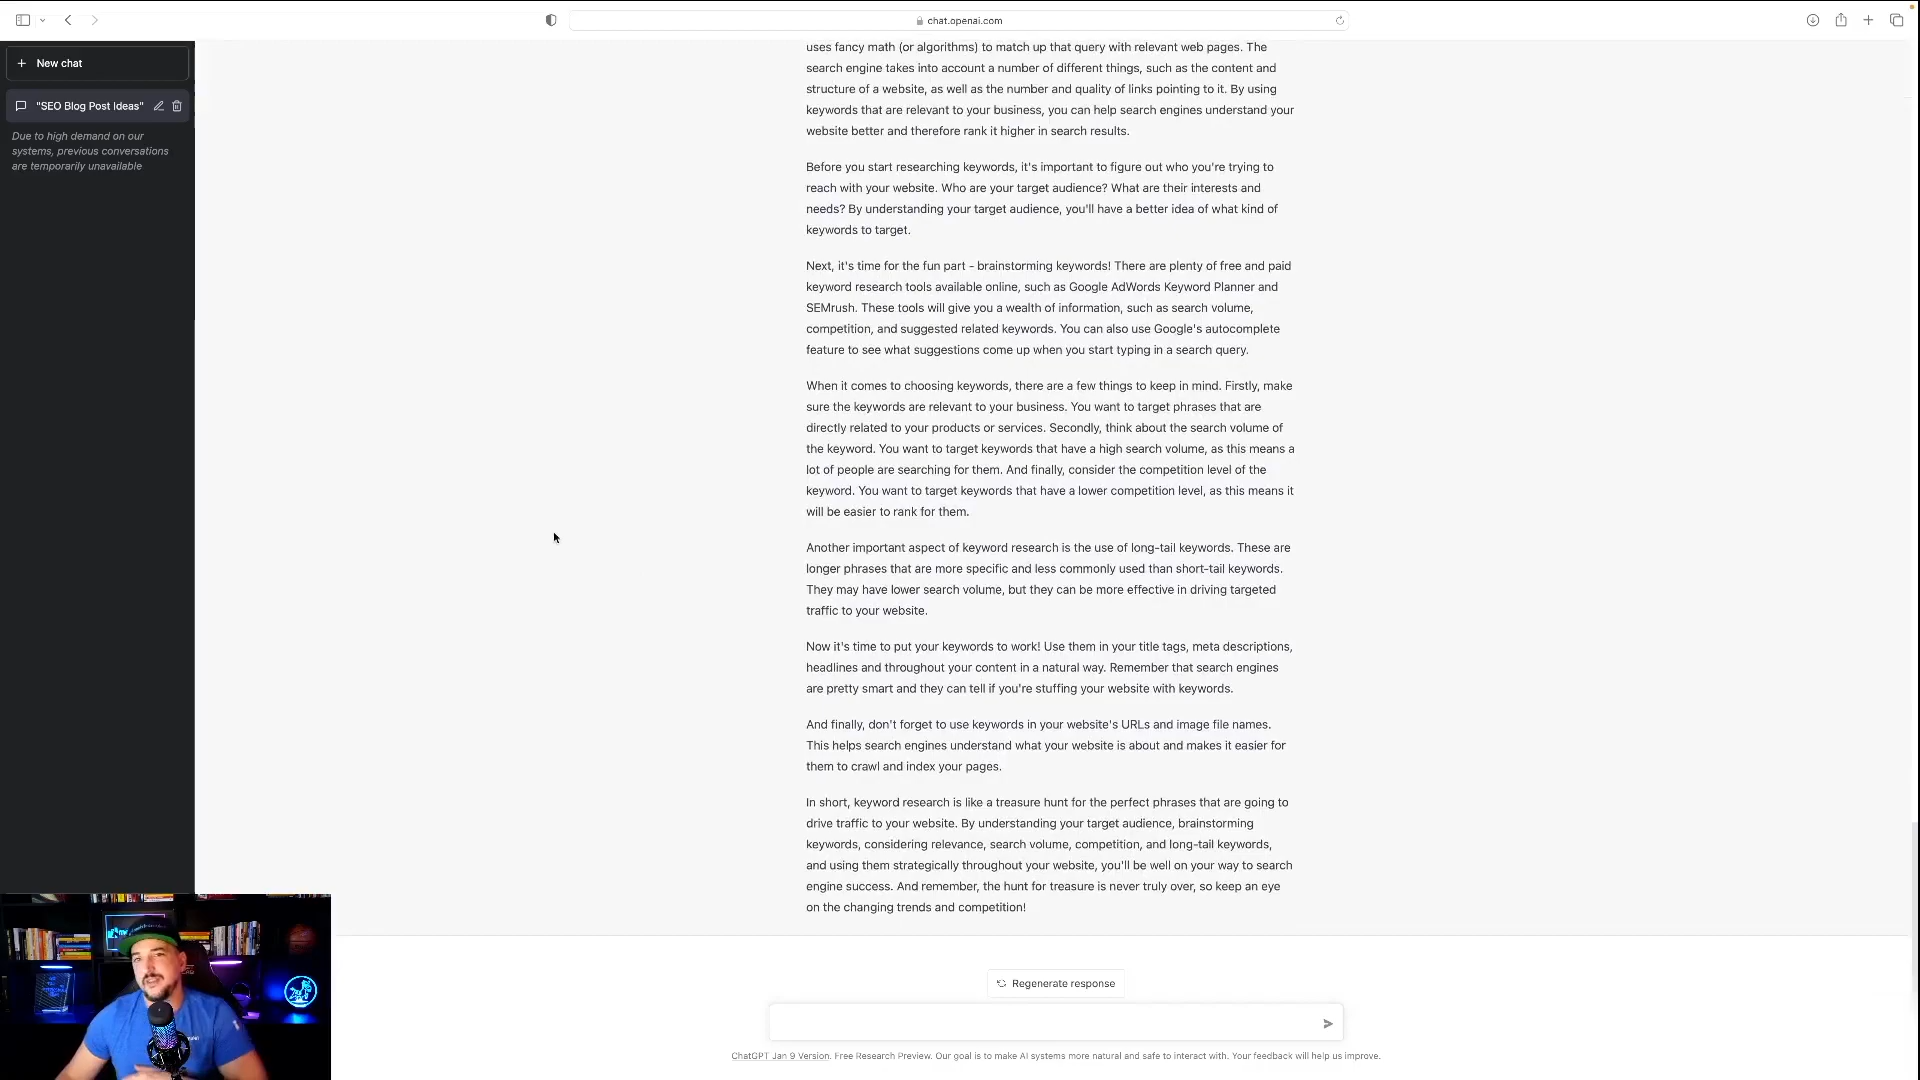 chat.openai.com
New chat
"SEO Blog Post Ideas"
Due to high demand on our
systems, previous conversations
are temporarily unavailable
uses fancy math (or algorithms) to match up that query with relevant web pages. The
search engine takes into account a number of different things, such as the content and
structure of a website, as well as the number and quality of links pointing to it. By using
keywords that are relevant to your business, you can help search engines understand your
website better and therefore rank it higher in search results.
Before you start researching keywords, it's important to figure out who you're trying to
reach with your website. Who are your target audience? What are their interests and
needs? By understanding your target audience, you'll have a better idea of what kind of
keywords to target.
Next, it's time for the fun part - brainstorming keywords! There are plenty of free and paid
keyword research tools available online, such as Google AdWords Keyword Planner and
SEMrush. These tools will give you a wealth of information, such as search volume,
competition, and suggested related keywords. You can also use Google's autocomplete
feature to see what suggestions come up when you start typing in a search query.
When it comes to choosing keywords, there are a few things to keep in mind. Firstly, make
sure the keywords are relevant to your business. You want to target phrases that are
directly related to your products or services. Secondly, think about the search volume of
the keyword. You want to target keywords that have a high search volume, as this means a
lot of people are searching for them. And finally, consider the competition level of the
keyword. You want to target keywords that have a lower competition level, as this means it
will be easier to rank for them.
Another important aspect of keyword research is the use of long-tail keywords. These are
longer phrases that are more specific and less commonly used than short-tail keywords.
They may have lower search volume, but they can be more effective in driving targeted
traffic to your website.
Now it's time to put your keywords to work! Use them in your title tags, meta descriptions,
headlines and throughout your content in a natural way. Remember that search engines
are pretty smart and they can tell if you're stuffing your website with keywords.
And finally, don't forget to use keywords in your website's URLs and image file names.
This helps search engines understand what your website is about and makes it easier for
them to crawl and index your pages.
In short, keyword research is like a treasure hunt for the perfect phrases that are going to
drive traffic to your website. By understanding your target audience, brainstorming
keywords, considering relevance, search volume, competition, and long-tail keywords,
and using them strategically throughout your website, you'll be well on your way to search
engine success. And remember, the hunt for treasure is never truly over, so keep an eye
on the changing trends and competition!
Regenerate response
ChatGPT Jan 9 Version. Free Research Preview. Our goal is to make AI systems more natural and safe to interact with. Your feedback will help us improve.